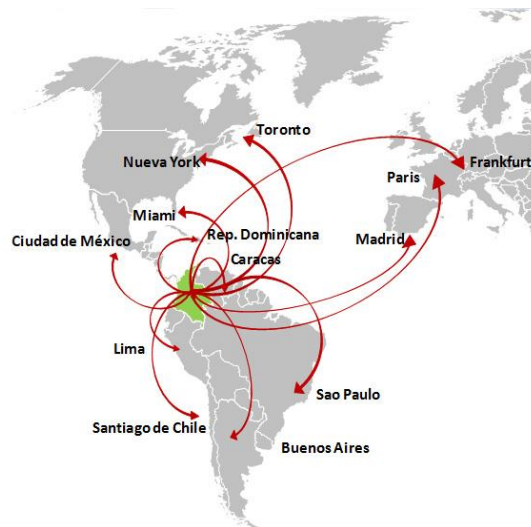 Toronto
Nueva York
Frankfurt
Paris
Miami
Rep. Dominicana
Madrid
Ciudad de México
Caracas
Lima
Sao Paulo
Santiago de Chile
Buenos Aires